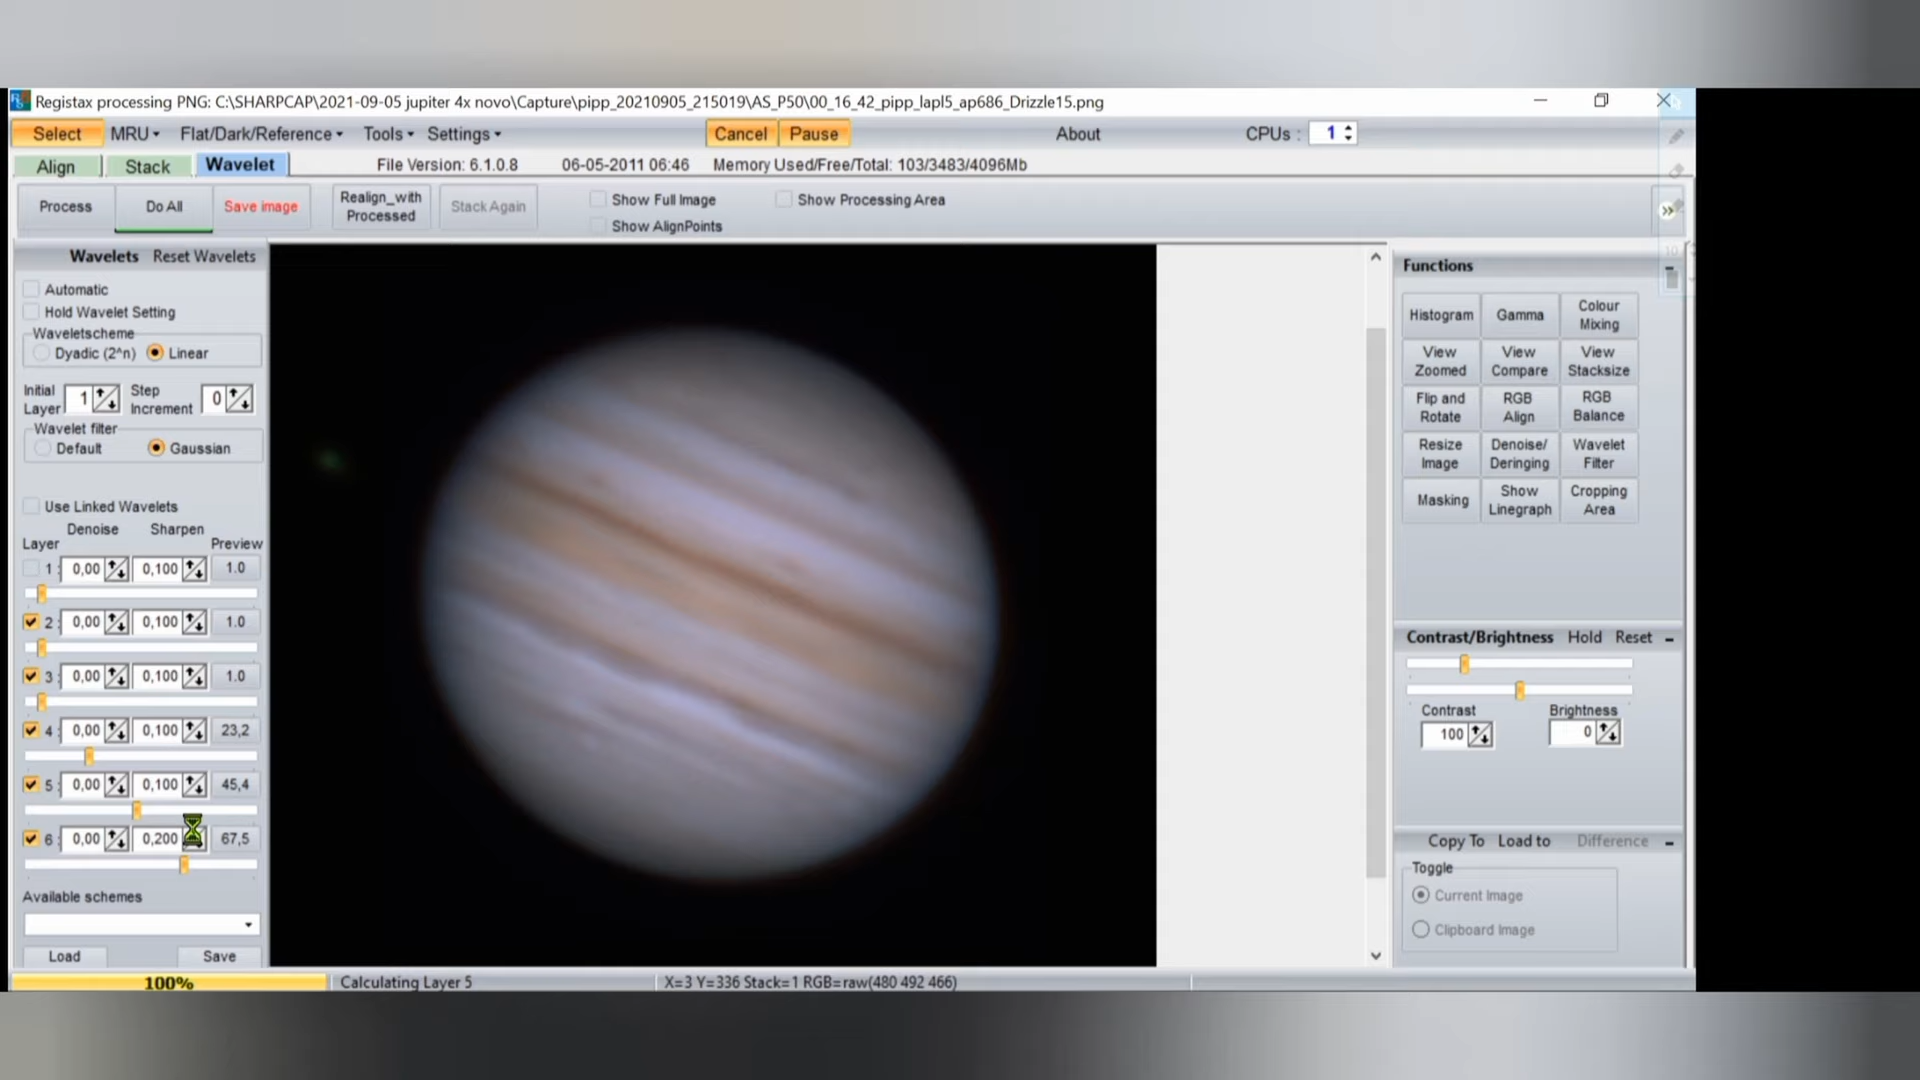 Registax processing PNG: C:\SHARPCAP\2021-09-05 jupiter 4x novo\Capture\pipp_20210905_215019\AS_P50\00_16_42_pipp_lapl5_ap686_Drizzle15.png
Select MRU Flat/Dark/Reference Tools Settings Cancel Pause About CPUs : 1
Align Stack Wavelet File Version: 6.1.0.8 06-05-2011 06:46 Memory Used/Free/Total: 103/3483/4096Mb
Process Do All Save image Realign_with Processed Stack Again
Show Full Image Show Processing Area
Show AlignPoints
Wavelets Reset Wavelets
Automatic
Hold Wavelet Setting
Waveletscheme
Dyadic (2^n) Linear
Initial Layer 1 Step Increment 0
Wavelet filter
Default Gaussian
Use Linked Wavelets
Denoise Sharpen
Layer Preview
1 : 0,00 0,100 1.0
2 : 0,00 0,100 1.0
3 : 0,00 0,100 1.0
4 : 0,00 0,100 23,2
5 : 0,00 0,100 45,4
6 : 0,00 0,200 67,5
Available schemes
Load Save
100% Calculating Layer 5 X=3 Y=336 Stack=1 RGB=raw(480 492 466)
10
Functions
Histogram Gamma Colour Mixing
View Zoomed View Compare View Stacksize
Flip and Rotate RGB Align RGB Balance
Resize Image Denoise/ Deringing Wavelet Filter
Masking Show Linegraph Cropping Area
Contrast/Brightness Hold Reset
Contrast Brightness
100 0
Copy To Load to Difference
Toggle
Current Image
Clipboard Image